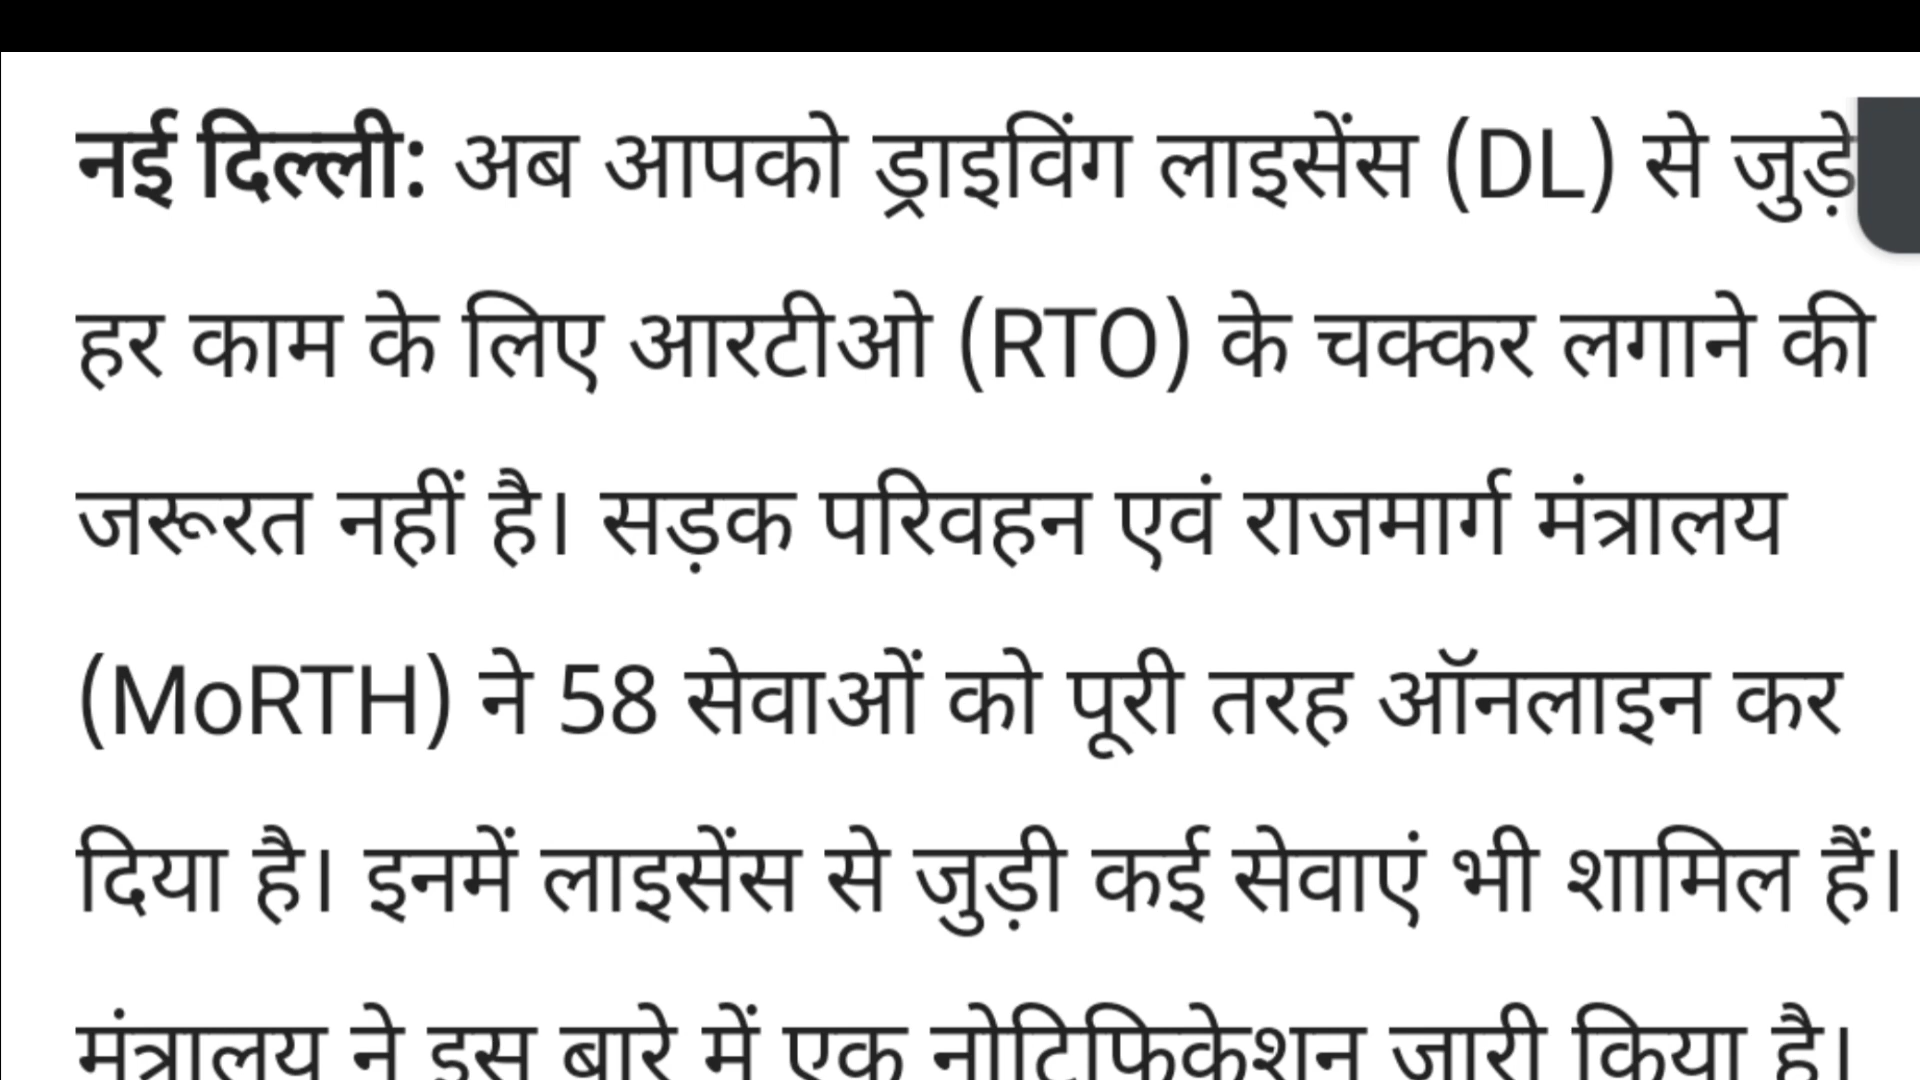 नई दिल्ली: अब आपको ड्राइविंग लाइसेंस (DL) से जुड़े
हर काम के लिए आरटीओ (RTO) के चक्कर लगाने की
जरूरत नहीं है। सड़क परिवहन एवं राजमार्ग मंत्रालय
(MoRTH) ने 58 सेवाओं को पूरी तरह ऑनलाइन कर
दिया है। इनमें लाइसेंस से जुड़ी कई सेवाएं भी शामिल हैं।
मंत्रालय ने इस बारे में एक नोटिफिकेशन जारी किया है।